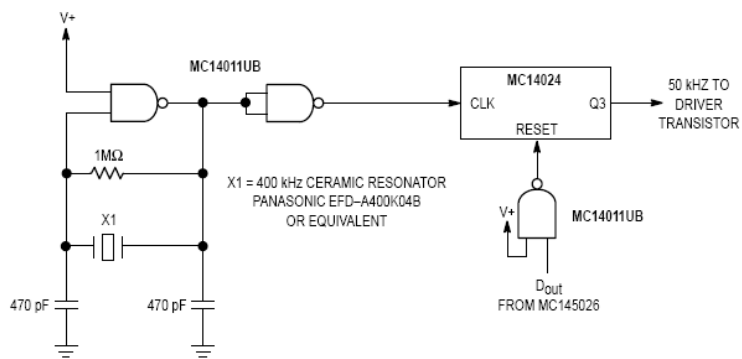 V+
MC14011UB
MC14024
CLK
Q3
RESET
50 kHZ TO
DRIVER
TRANSISTOR
1MΩ
X1 = 400 kHz CERAMIC RESONATOR
PANASONIC EFD–A400K04B
OR EQUIVALENT
X1
V+
MC14011UB
470 pF
470 pF
Dout
FROM MC145026